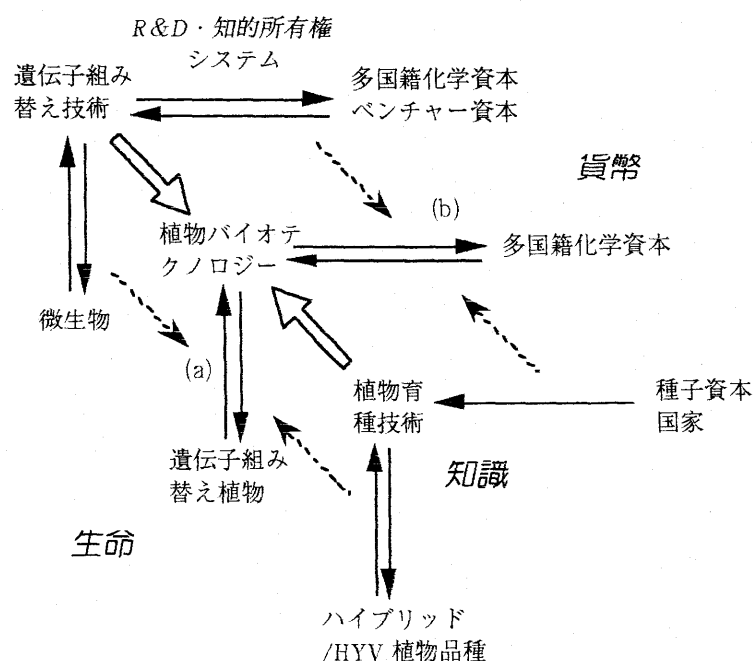 R&D・知的所有権
システム
遺伝子組み
替え技術
多国籍化学資本
ベンチャー資本
貨幣
(b)
植物バイオテ
クノロジー
多国籍化学資本
微生物
(a)
植物育
種技術
種子資本
国家
遺伝子組み
替え植物
知識
生命
ハイブリッド
/HYV 植物品種